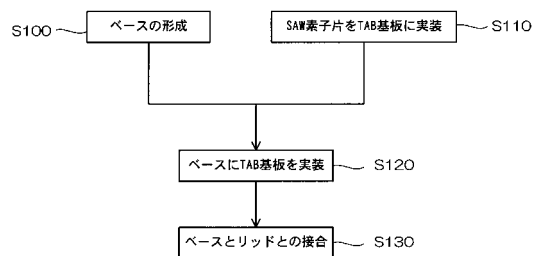 S100
ベースの形成
SAW素子片をTAB基板に実装
S110
ベースにTAB基板を実装
S120
ベースとリッドとの接合
S130